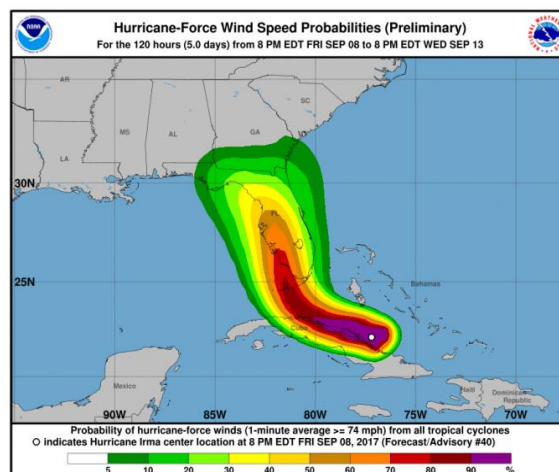 NOAA
Hurricane-Force Wind Speed Probabilities (Preliminary)
For the 120 hours (5.0 days) from 8 PM EDT FRI SEP 08 to 8 PM EDT WED SEP 13
AR
SC
MS
AL
GA
LA
30N
FL
25N
Bahamas
Cuba
Mexico
Haiti
Dominican
Republic
90W
85W
80W
75W
70W
Probability of hurricane-force winds (1-minute average >= 74 mph) from all tropical cyclones
O indicates Hurricane Irma center location at 8 PM EDT FRI SEP 08, 2017 (Forecast/Advisory #40)
5
10
20
30
40
50
60
70
80
90
%